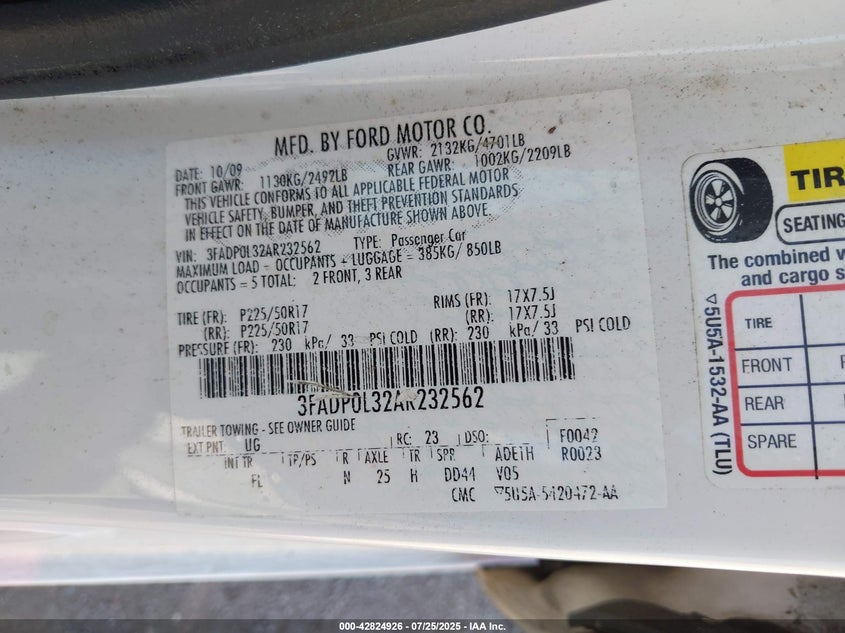 MFD. BY FORD MOTOR CO.
DATE: 10/09
GVWR: 2132KG/4701LB
FRONT GAWR: 1130KG/2492LB
REAR GAWR: 1002KG/2209LB
THIS VEHICLE CONFORMS TO ALL APPLICABLE FEDERAL MOTOR
VEHICLE SAFETY, BUMPER, AND THEFT PREVENTION STANDARDS
IN EFFECT ON THE DATE OF MANUFACTURE SHOWN ABOVE.
VIN: 3FADP0L32AR232562 TYPE: Passenger Car
MAXIMUM LOAD = OCCUPANTS + LUGGAGE = 385KG/ 850LB
OCCUPANTS = 5 TOTAL: 2 FRONT, 3 REAR
TIRE (FR): P225/50R17 RIMS (FR): 17X7.5J
(RR): P225/50R17 (RR): 17X7.5J
PRESSURE (FR): 230 kPa/ 33 PSI COLD (RR): 230 kPa/ 33 PSI COLD
3FADP0L32AR232562
TRAILER TOWING - SEE OWNER GUIDE
EXT PNT: UG RC: 23 DSO: F0042
INT TR TP/PS R AXLE TR SPR ADETH R0023
FL N 25 H DD44 V05
CMC ▽5U5A-5420472-AA
TIR
SEATING
The combined
and cargo
TIRE
FRONT
REAR
SPARE
▽5U5A-1532-AA (TLU)
000-42824926 - 07/25/2025 - IAA Inc.